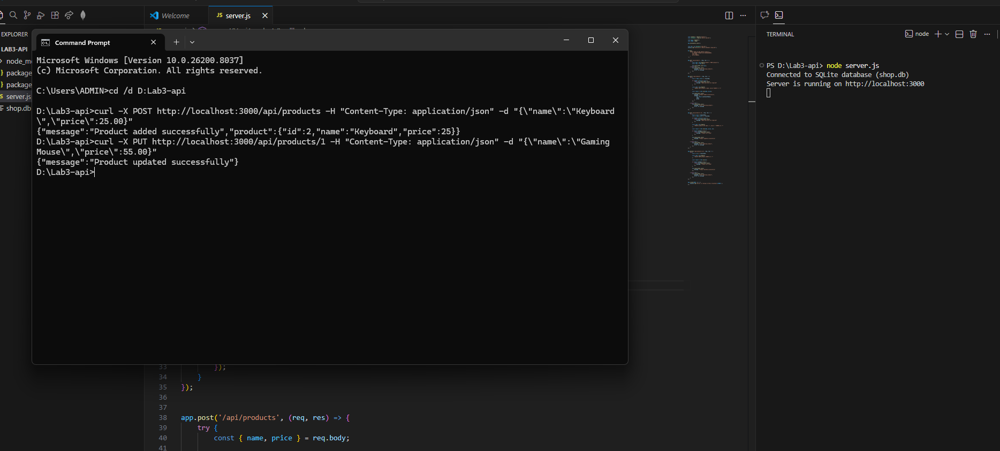 Welcome
JS server.js
EXPLORER
LAB3-API
node_mo
package
package
server.js
shop.db
Command Prompt
Microsoft Windows [Version 10.0.26200.8037]
(c) Microsoft Corporation. All rights reserved.
C:\Users\ADMIN>cd /d D:Lab3-api
D:\Lab3-api>curl -X POST http://localhost:3000/api/products -H "Content-Type: application/json" -d "{\"name\":\"Keyboard
\",\"price\":25.00}"
{"message":"Product added successfully","product":{"id":2,"name":"Keyboard","price":25}}
D:\Lab3-api>curl -X PUT http://localhost:3000/api/products/1 -H "Content-Type: application/json" -d "{\"name\":\"Gaming
Mouse\",\"price\":55.00}"
{"message":"Product updated successfully"}
D:\Lab3-api>
33 });
34 }
35 });
36
37
38 app.post('/api/products', (req, res) => {
39 try {
40 const { name, price } = req.body;
41
TERMINAL
node
PS D:\Lab3-api> node server.js
Connected to SQLite database (shop.db)
Server is running on http://localhost:3000